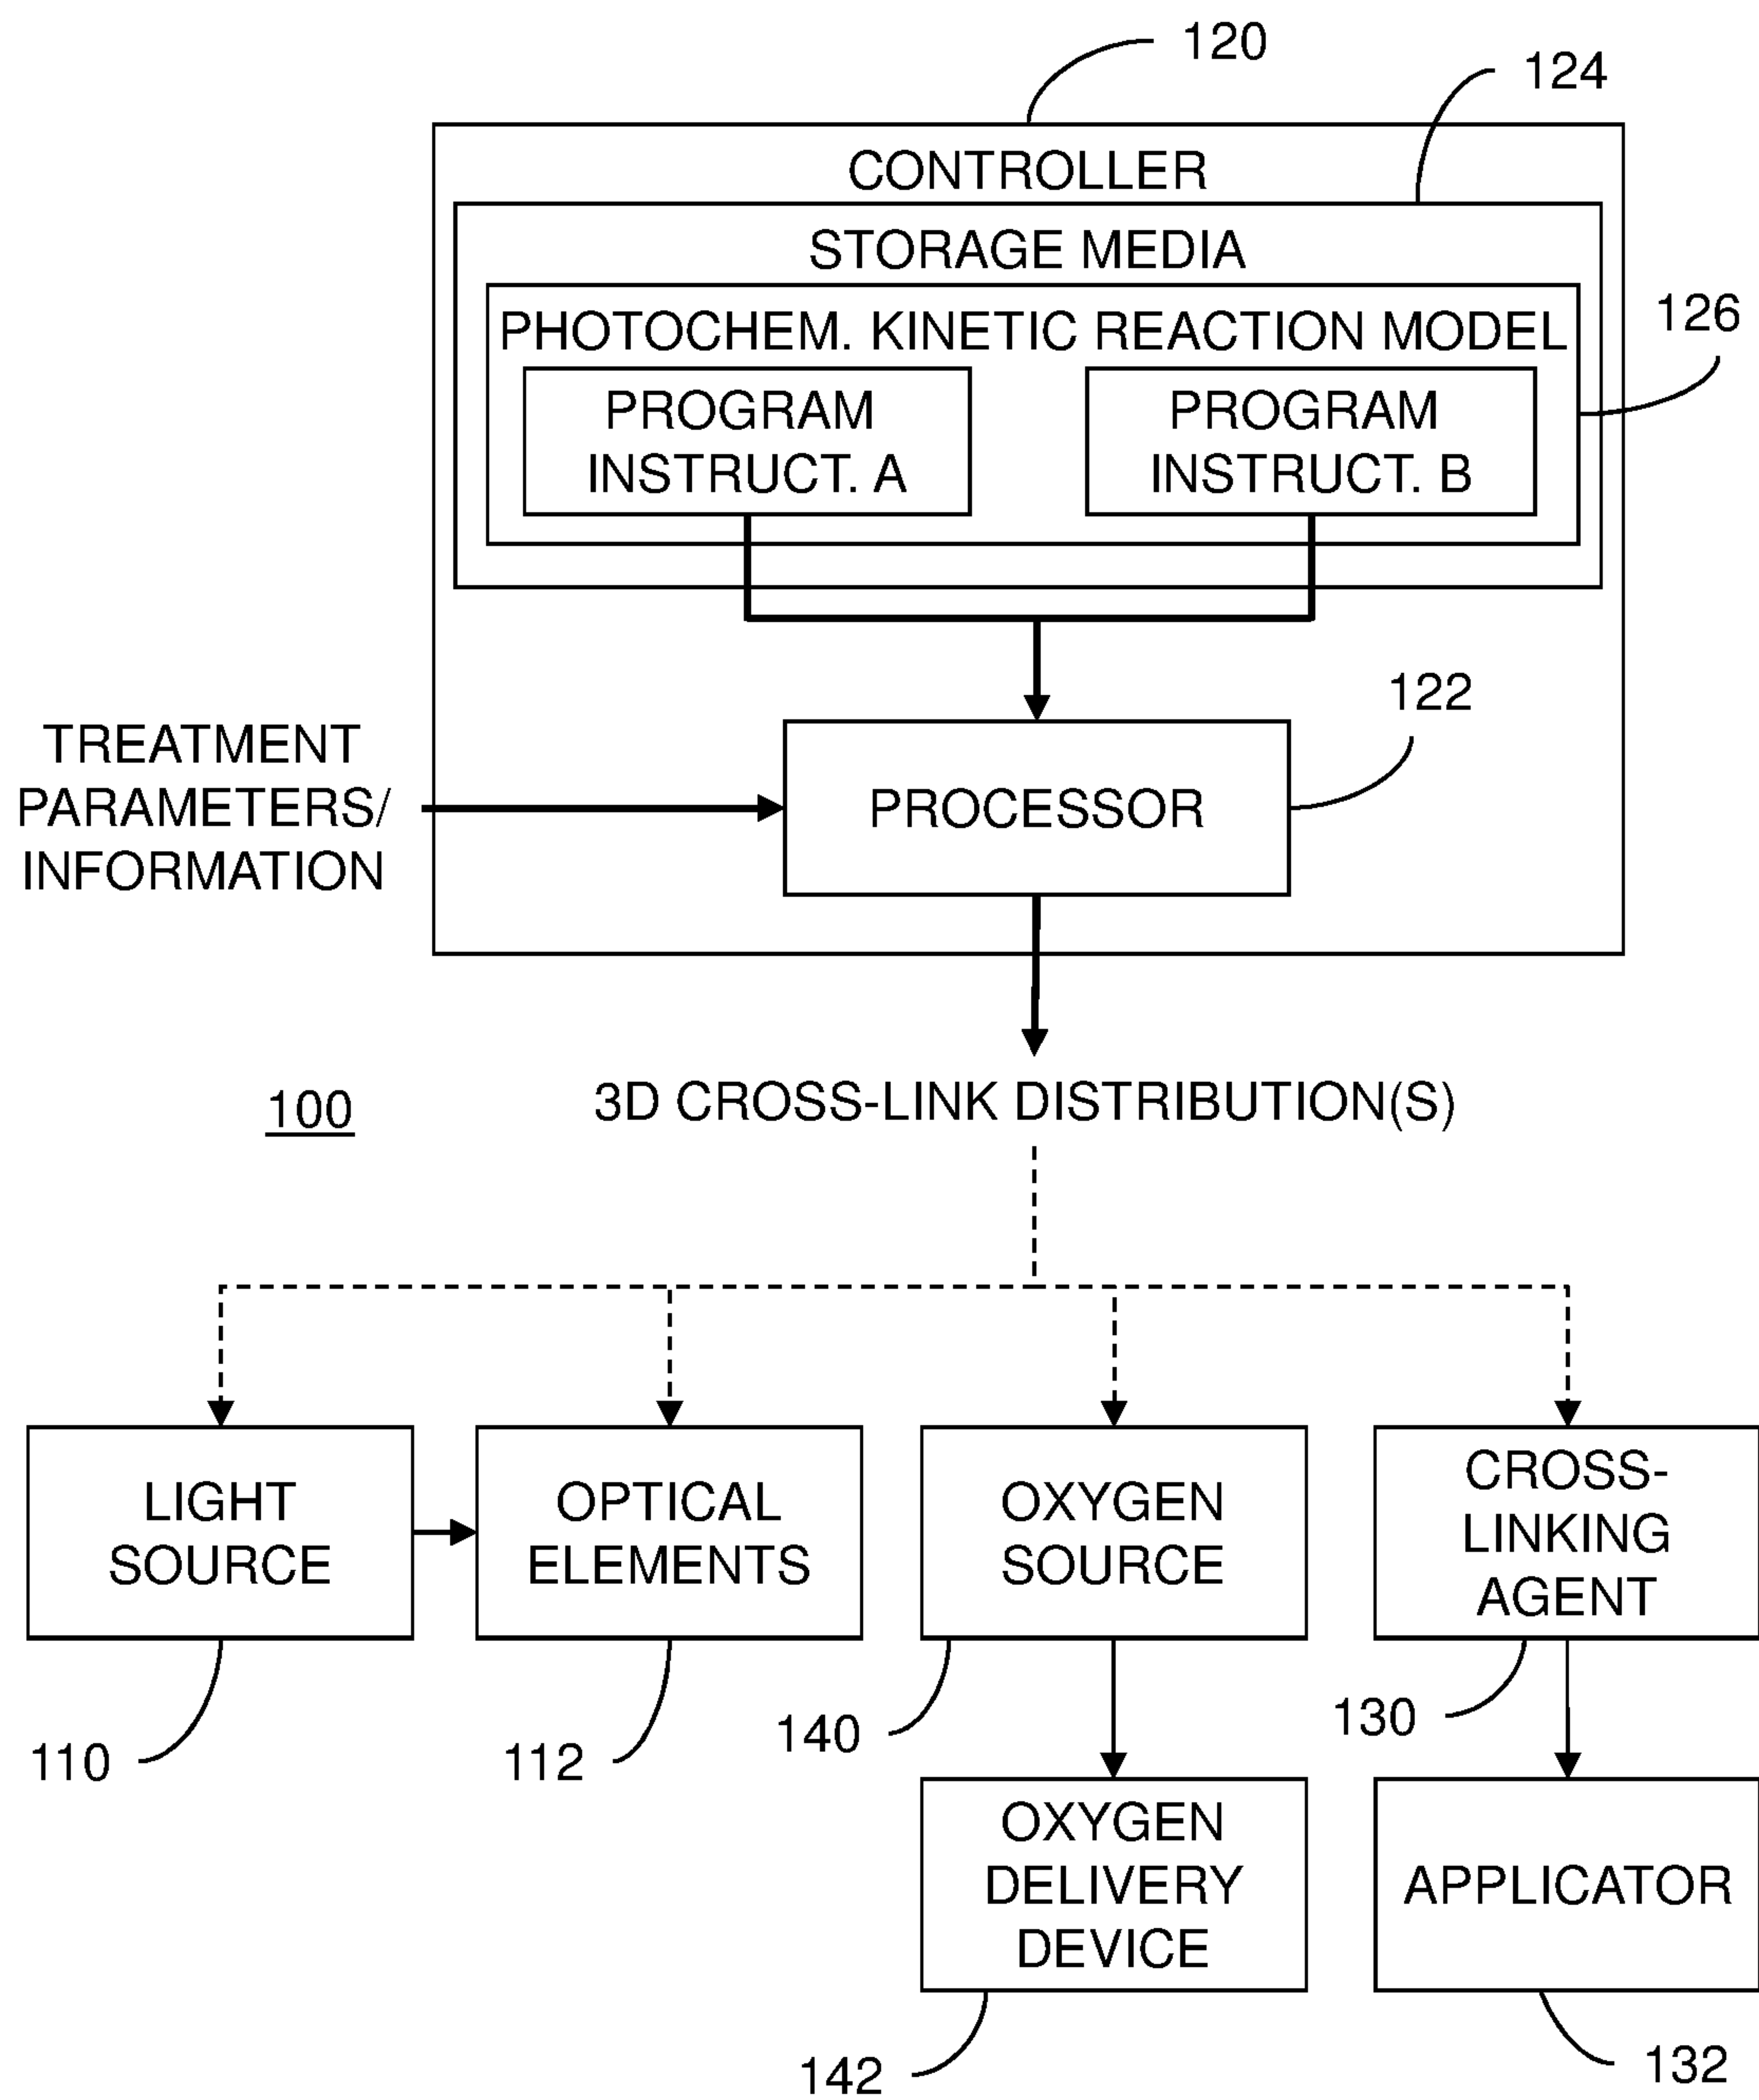 120
124
CONTROLLER
STORAGE MEDIA
126
PHOTOCHEM. KINETIC REACTION MODEL
PROGRAM
INSTRUCT. A
PROGRAM
INSTRUCT. B
122
TREATMENT
PARAMETERS/
INFORMATION
PROCESSOR
100
3D CROSS-LINK DISTRIBUTION(S)
LIGHT
SOURCE
OPTICAL
ELEMENTS
OXYGEN
SOURCE
CROSS-
LINKING
AGENT
110
112
140
130
OXYGEN
DELIVERY
DEVICE
APPLICATOR
142
132